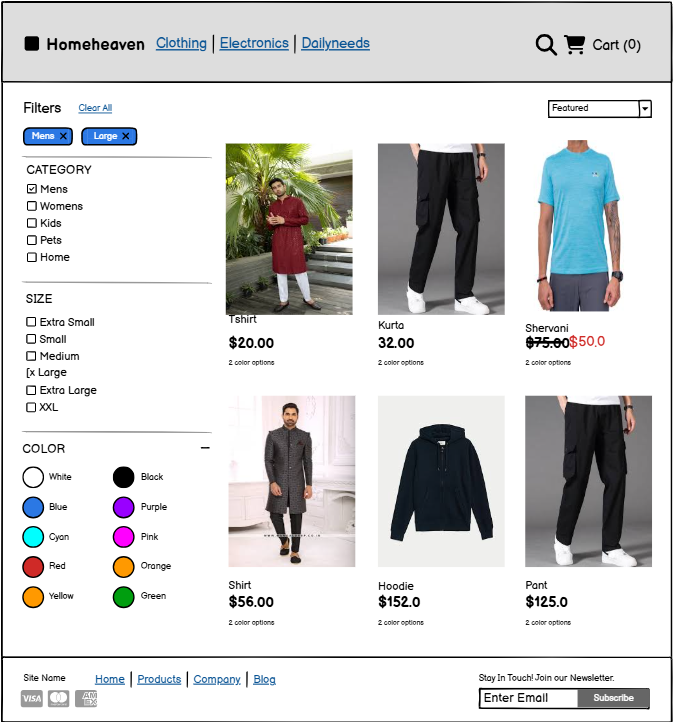 Homeheaven Clothing | Electronics | Dailyneeds Cart (0)
Filters Clear All Featured
Mens × Large ×
CATEGORY
Mens
Womens
Kids
Pets
Home
SIZE
Extra Small
Small
Medium
[x Large
Extra Large
XXL
COLOR
White Black
Blue Purple
Cyan Pink
Red Orange
Yellow Green
Tshirt
$20.00
2 color options
Kurta
32.00
2 color options
Shervani
$75.00 $50,0
2 color options
Shirt
$56.00
2 color options
Hoodie
$152.0
2 color options
Pant
$125.0
2 color options
Site Name Home | Products | Company | Blog
VISA
AM
EX
Stay In Touch! Join our Newsletter.
Enter Email Subscribe